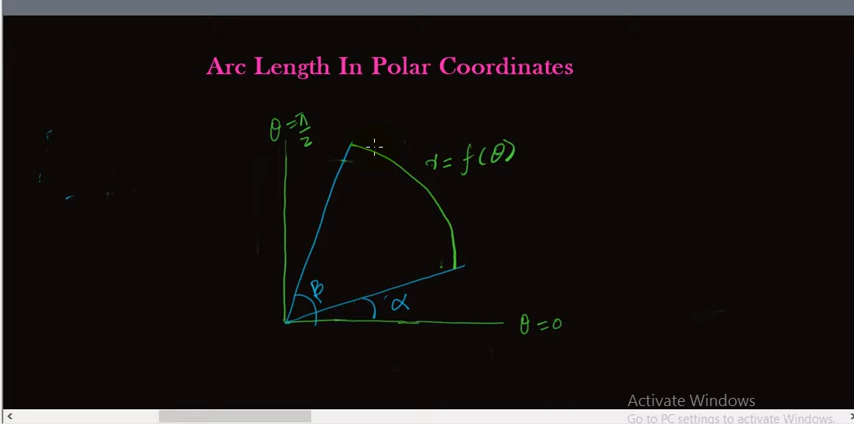 Arc Length In Polar Coordinates
θ = π/2
r = f(θ)
β
α
θ = 0
Activate Windows
Go to PC settings to activate Windows.